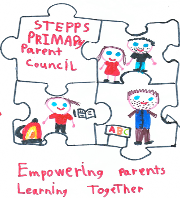 STEPPS
PRIMARY
Parent
Council
ABC
Empowering Parents
Learning Together